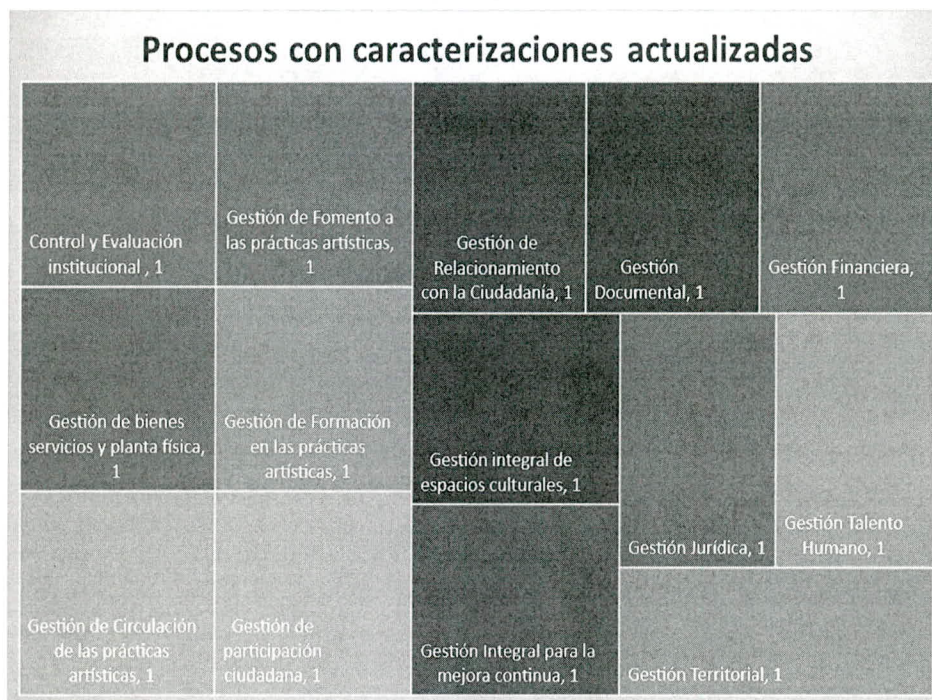 Procesos con caracterizaciones actualizadas
Control y Evaluación
institucional , 1
Gestión de Fomento a
las prácticas artísticas,
1
Gestión de
Relacionamiento
con la Ciudadanía, 1
Gestión
Documental, 1
Gestión Financiera,
1
Gestión de bienes
servicios y planta física,
1
Gestión de Formación
en las prácticas
artísticas, 1
Gestión integral de
espacios culturales, 1
Gestión Jurídica, 1
Gestión Talento
Humano, 1
Gestión de Circulación
de las prácticas
artísticas, 1
Gestión de
participación
ciudadana, 1
Gestión Integral para la
mejora continua, 1
Gestión Territorial, 1